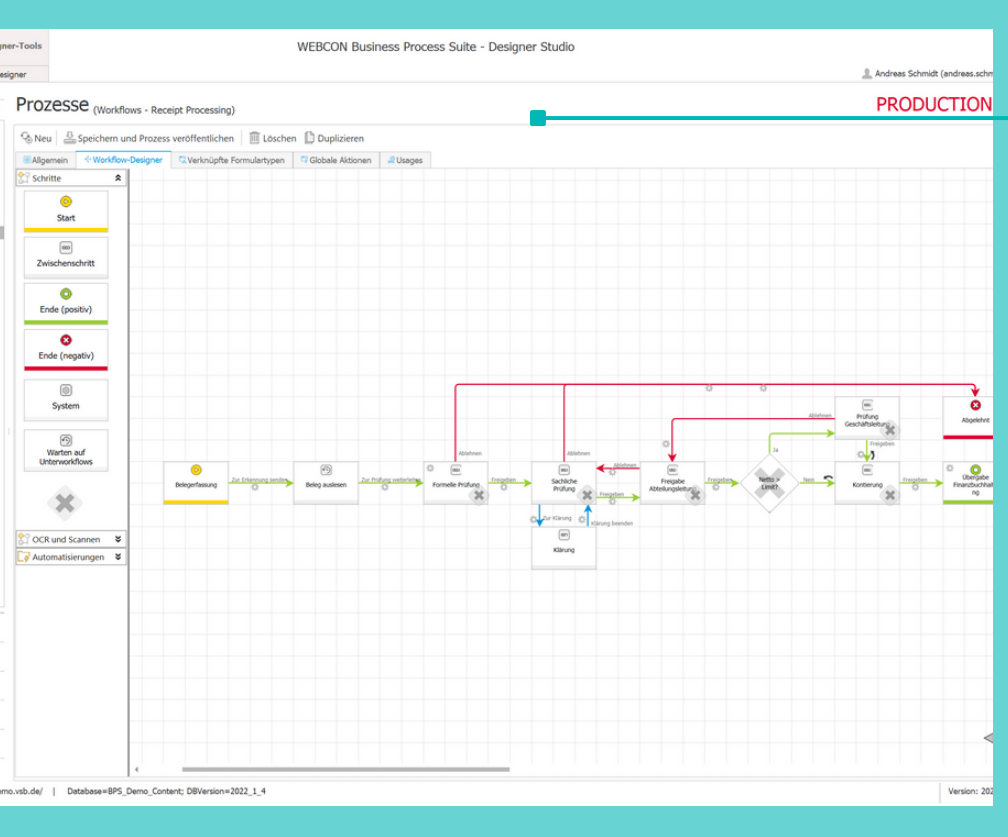 gner-Tools
WEBCON Business Process Suite - Designer Studio
esigner
Andreas Schmidt (andreas.schm
Prozesse (Workflows - Receipt Processing)
PRODUCTION
Neu
Speichern und Prozess veröffentlichen
Löschen
Duplizieren
Allgemein
Workflow-Designer
Verknüpfte Formulartypen
Globale Aktionen
Usages
Schritte
Start
Zwischenschritt
Ende (positiv)
Ende (negativ)
System
Warten auf
Unterworkflows
OCR und Scannen
Automatisierungen
Ablehnen
Prüfung
Geschäftsleitung
Abgelehnt
Freigeben
Ablehnen
Ablehnen
Ablehnen
Ja
Belegerfassung
Zur Erkennung senden
Beleg auslesen
Zur Prüfung weiterleiten
Formelle Prüfung
Freigeben
Sachliche
Prüfung
Freigeben
Freigabe
Abteilungsleitung
Freigeben
Netto >
Limit?
Nein
Kontierung
Freigeben
Übergabe
Finanzbuchhaltu
ng
Zur Klärung
Klärung beenden
Klärung
mo.vsb.de/ | Database=BPS_Demo_Content; DBVersion=2022_1_4
Version: 202